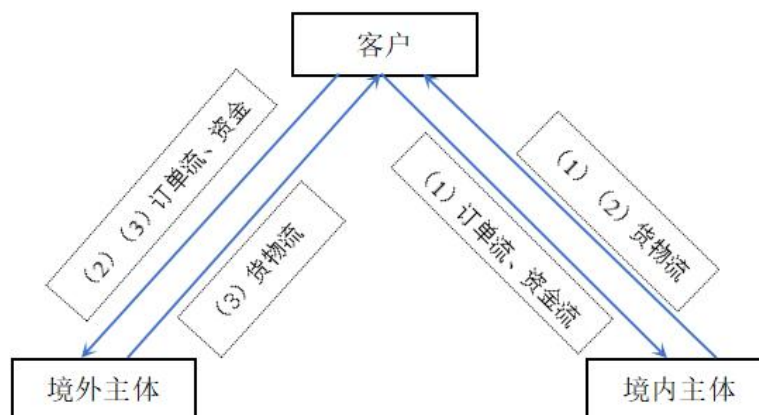 客户
（2）（3）订单流、资金
（3）货物流
（1）订单流、资金流
（1）（2）货物流
境外主体
境内主体